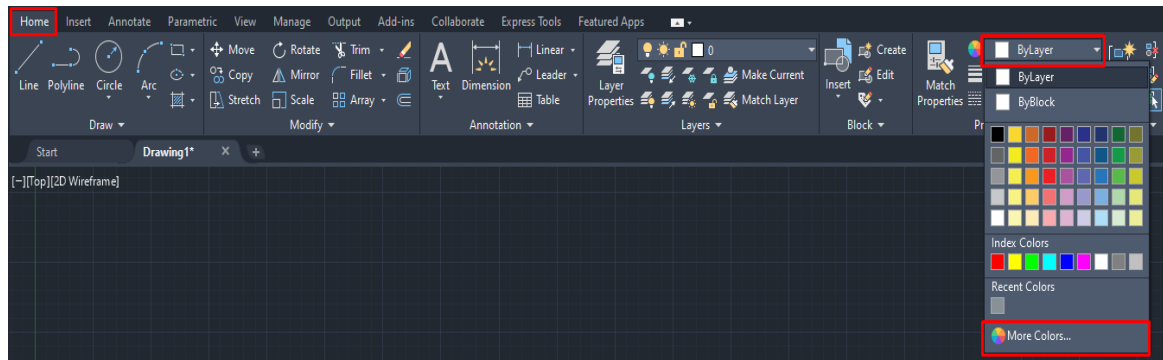 Home Insert Annotate Parametric View Manage Output Add-ins Collaborate Express Tools Featured Apps
Line Polyline Circle Arc
Move Rotate Trim
Copy Mirror Fillet
Stretch Scale Array
Text Dimension
Linear
Leader
Table
Layer Properties
0
Make Current
Match Layer
Insert
Create
Edit
Match Properties
ByLayer
Draw Modify Annotation Layers Block Pr
ByLayer
ByBlock
Index Colors
Recent Colors
More Colors...
Start Drawing1*
[-][Top][2D Wireframe]